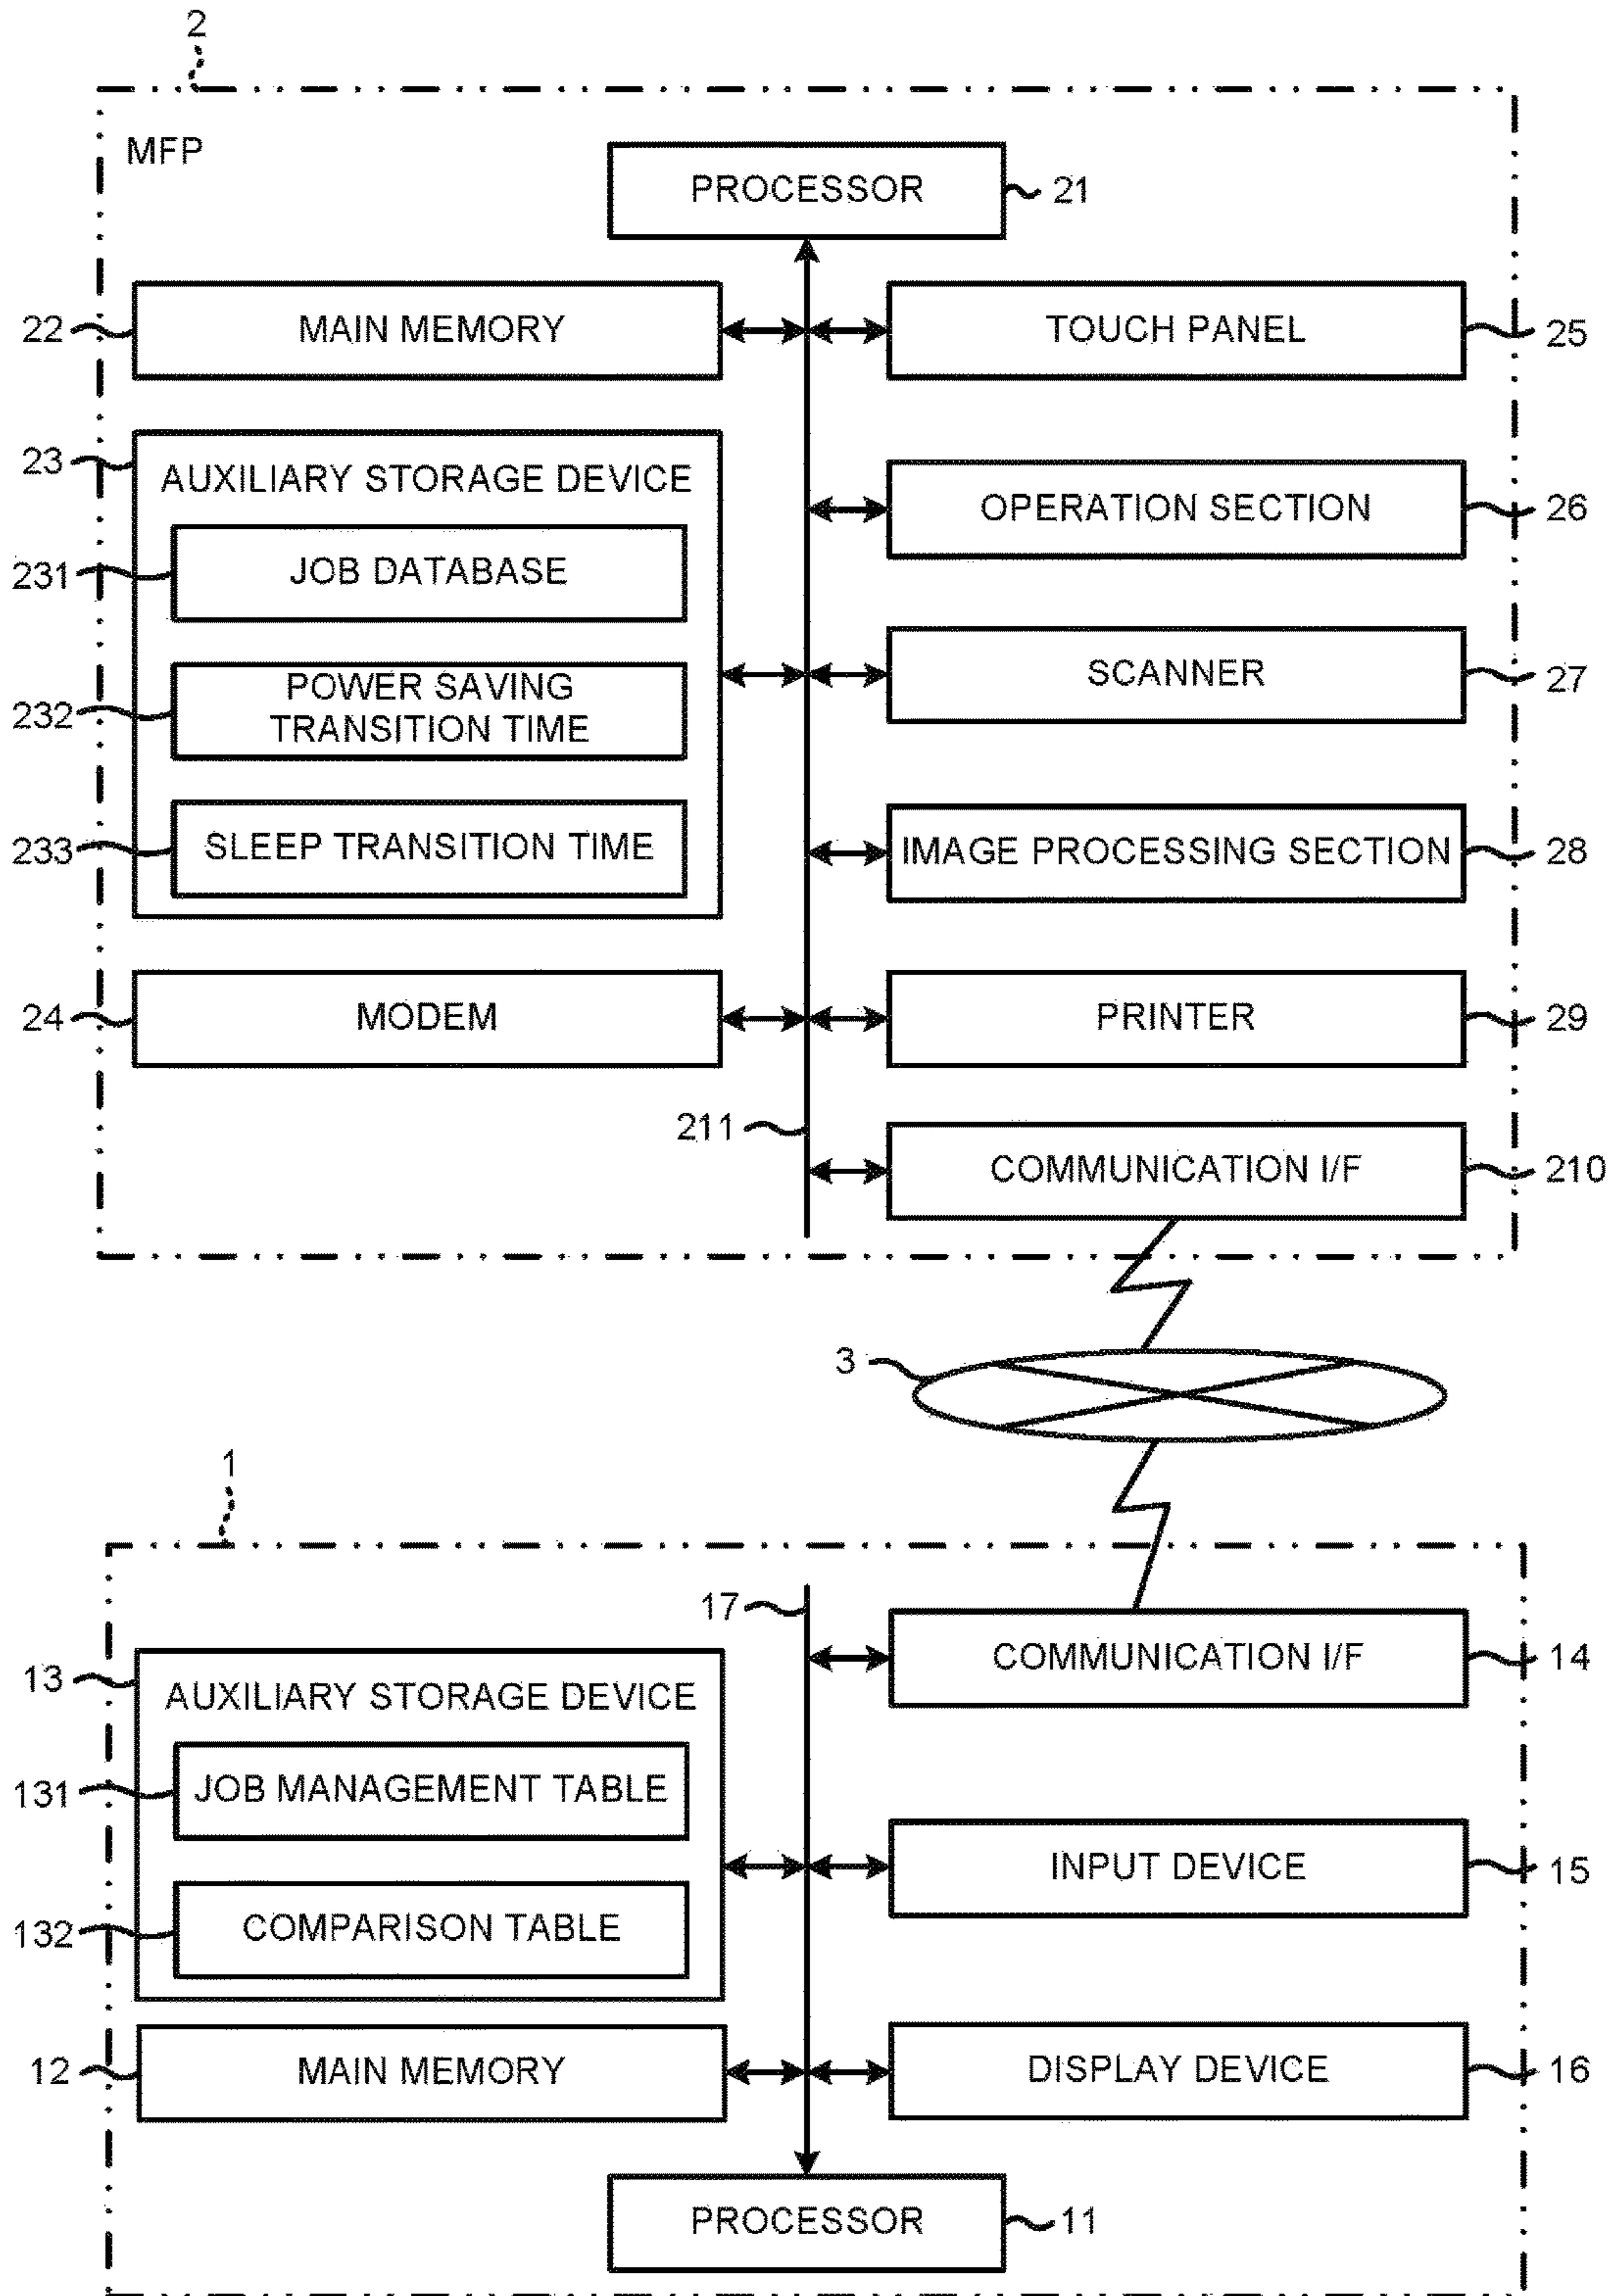 2
MFP
PROCESSOR
21
22
MAIN MEMORY
TOUCH PANEL
25
23
AUXILIARY STORAGE DEVICE
OPERATION SECTION
26
231
JOB DATABASE
232
POWER SAVING
TRANSITION TIME
SCANNER
27
233
SLEEP TRANSITION TIME
IMAGE PROCESSING SECTION
28
24
MODEM
PRINTER
29
211
COMMUNICATION I/F
210
3
1
17
COMMUNICATION I/F
14
13
AUXILIARY STORAGE DEVICE
131
JOB MANAGEMENT TABLE
INPUT DEVICE
15
132
COMPARISON TABLE
12
MAIN MEMORY
DISPLAY DEVICE
16
PROCESSOR
11